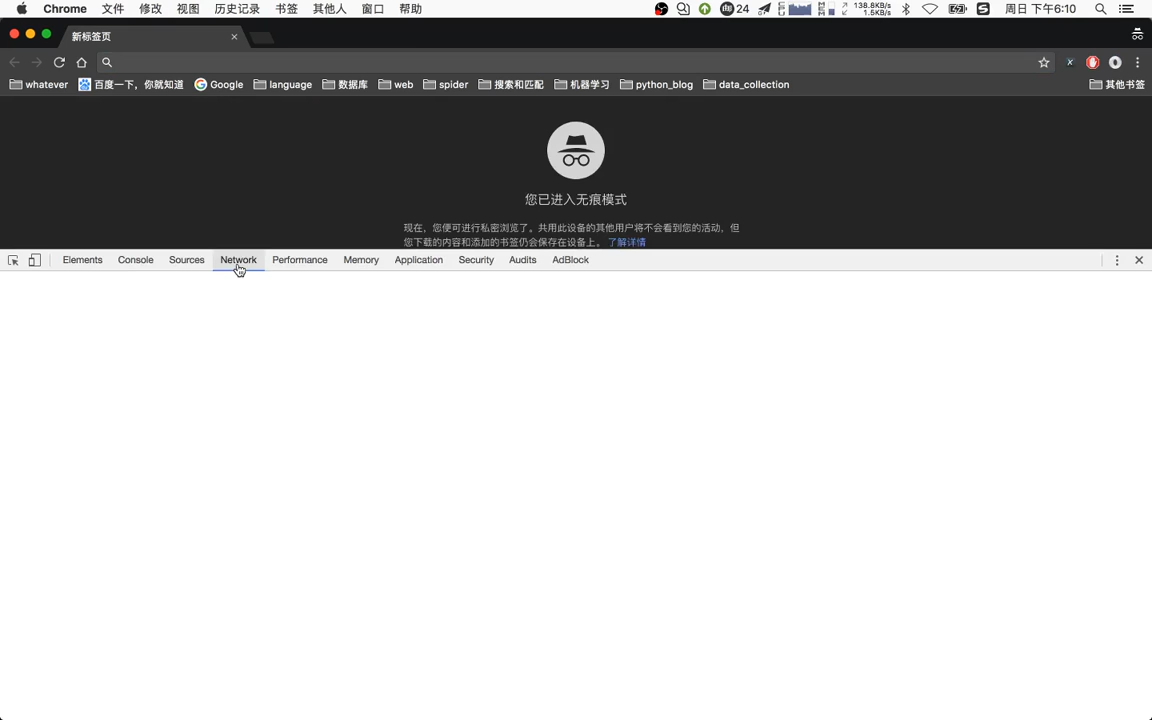 Chrome 文件 修改 视图 历史记录 书签 其他人 窗口 帮助 24 138.8KB/s 1.5KB/s 周日 下午6:10
新标签页
whatever 百度一下，你就知道 Google language 数据库 web spider 搜索和匹配 机器学习 python_blog data_collection 其他书签
您已进入无痕模式
现在，您便可进行私密浏览了。共用此设备的其他用户将不会看到您的活动，但
您下载的内容和添加的书签仍会保存在设备上。 了解详情
Elements Console Sources Network Performance Memory Application Security Audits AdBlock